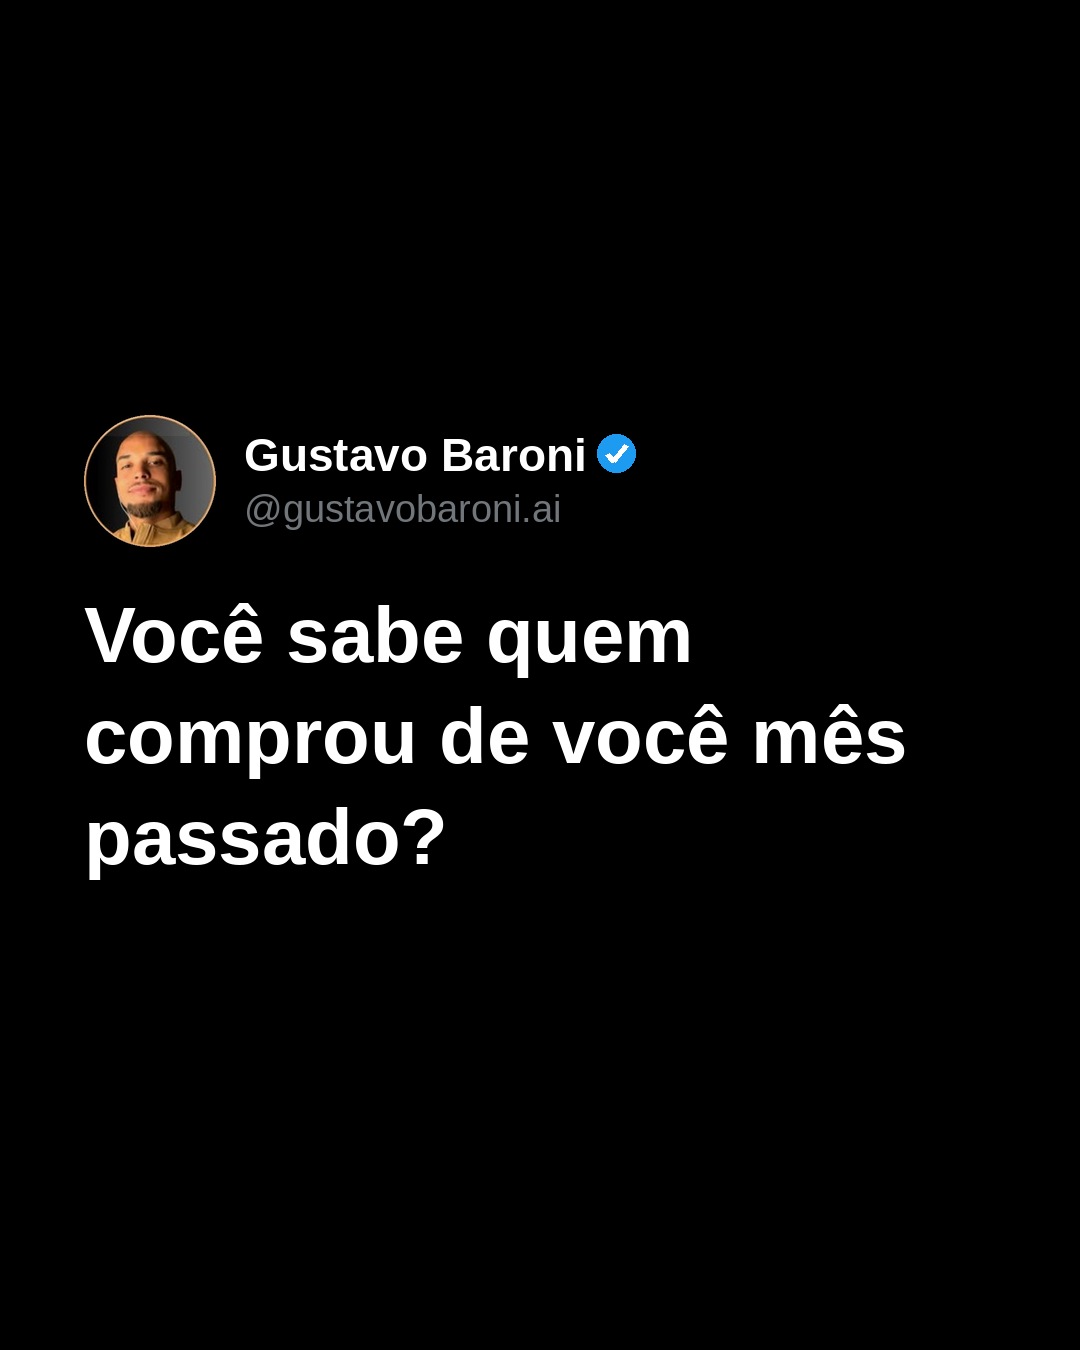 Gustavo Baroni
@gustavobaroni.ai
Você sabe quem
comprou de você mês
passado?